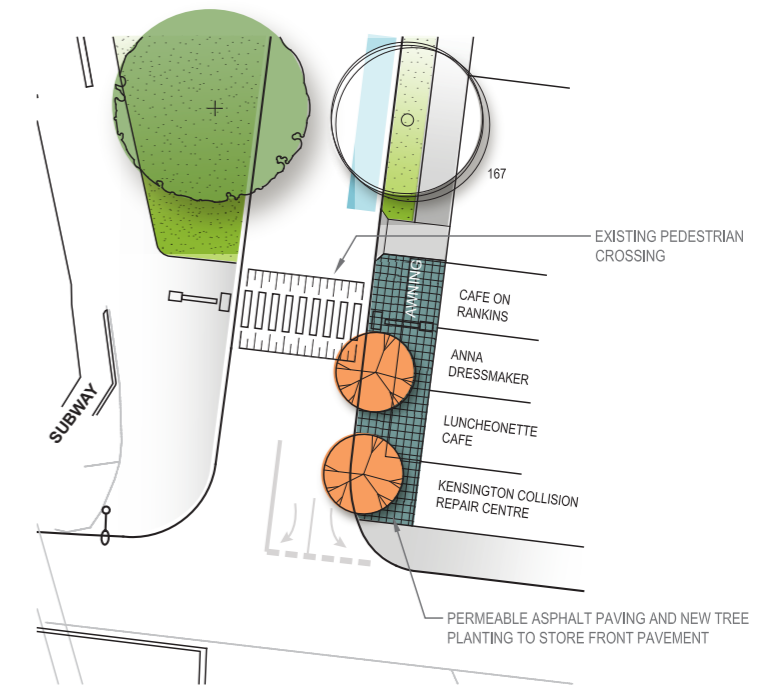 167
EXISTING PEDESTRIAN
CROSSING
AWNING
CAFE ON
RANKINS
ANNA
DRESSMAKER
SUBWAY
LUNCHEONETTE
CAFE
KENSINGTON COLLISION
REPAIR CENTRE
PERMEABLE ASPHALT PAVING AND NEW TREE
PLANTING TO STORE FRONT PAVEMENT